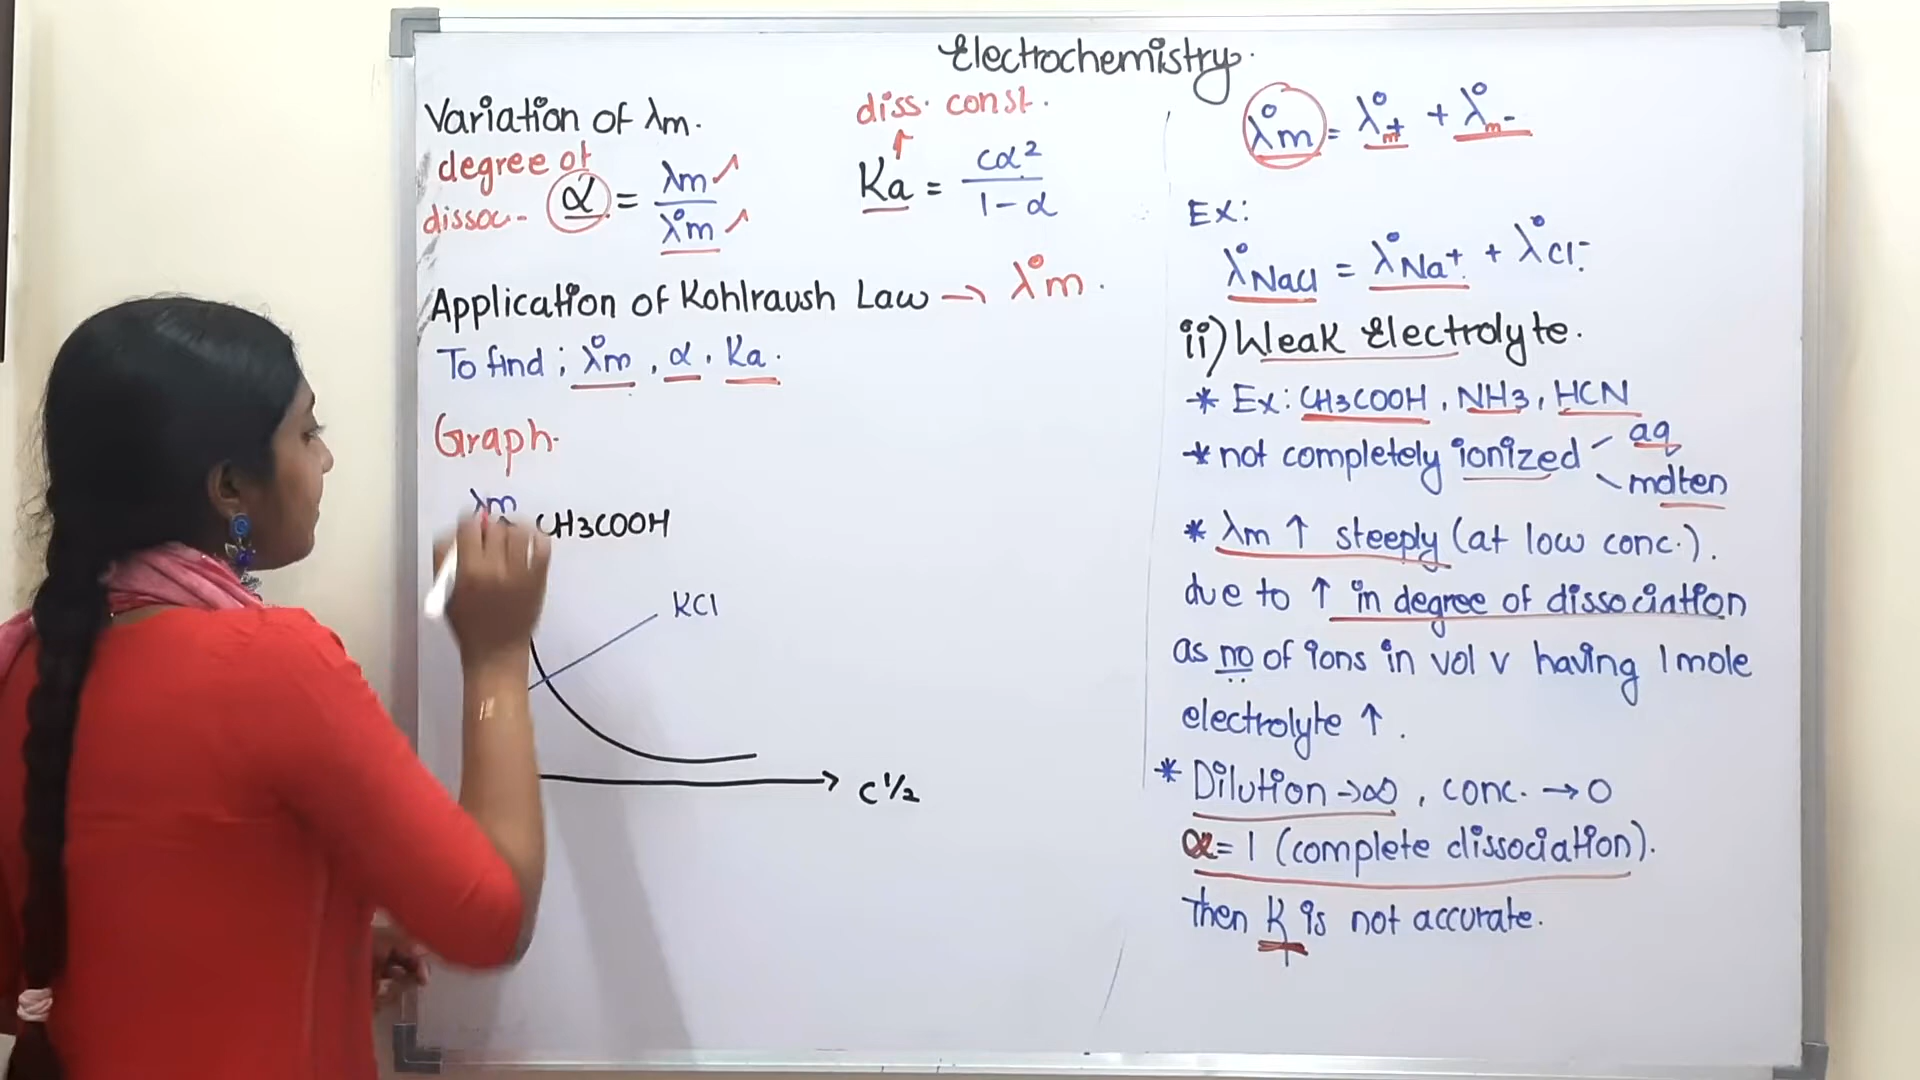 Electrochemistry.
Variation of λm.
degree of dissoc- α = λm / λ°m
diss. const.
Ka = cα² / 1-α
Application of Kohlraush Law → λ°m.
To find ; λ°m , α , Ka.
Graph.
λm
CH3COOH
KCl
C½
λ°m = λ°m+ + λ°m-
Ex:
λ°NaCl = λ°Na+ + λ°Cl-
ii) Weak Electrolyte.
* Ex: CH3COOH , NH3 , HCN
* not completely ionized
aq
molten
* λm ↑ steeply (at low conc.).
due to ↑ in degree of dissociation
as no of ions in vol v having 1 mole
electrolyte ↑ .
* Dilution → ∞ , conc. → 0
α = 1 (complete dissociation).
Then K is not accurate.